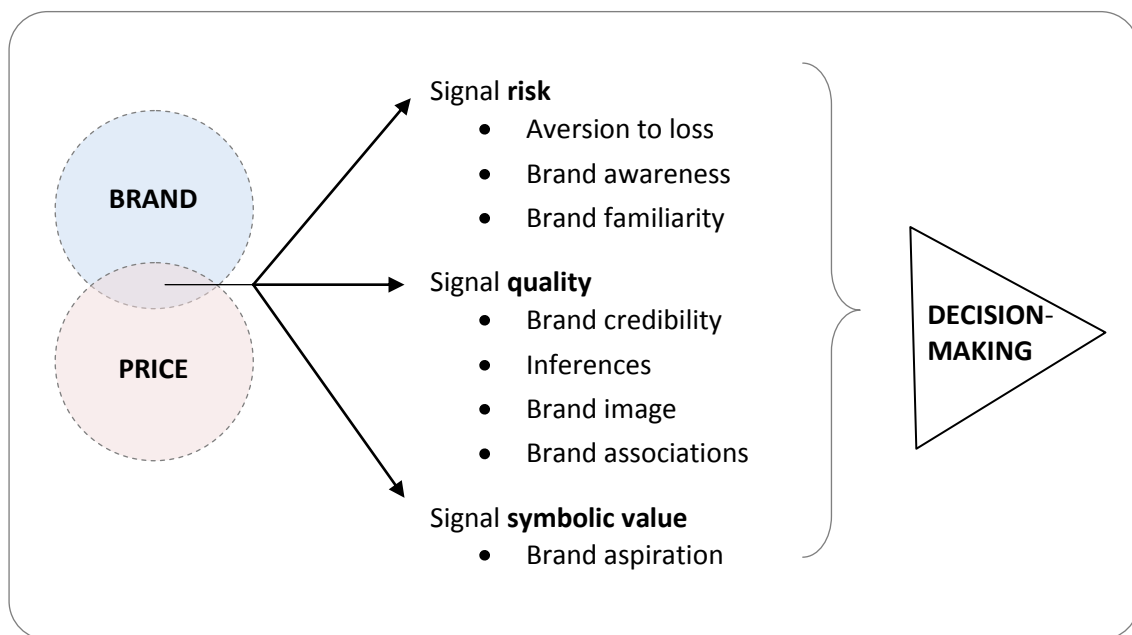 BRAND
PRICE
Signal risk
• Aversion to loss
• Brand awareness
• Brand familiarity
Signal quality
• Brand credibility
• Inferences
• Brand image
• Brand associations
Signal symbolic value
• Brand aspiration
DECISION-
MAKING